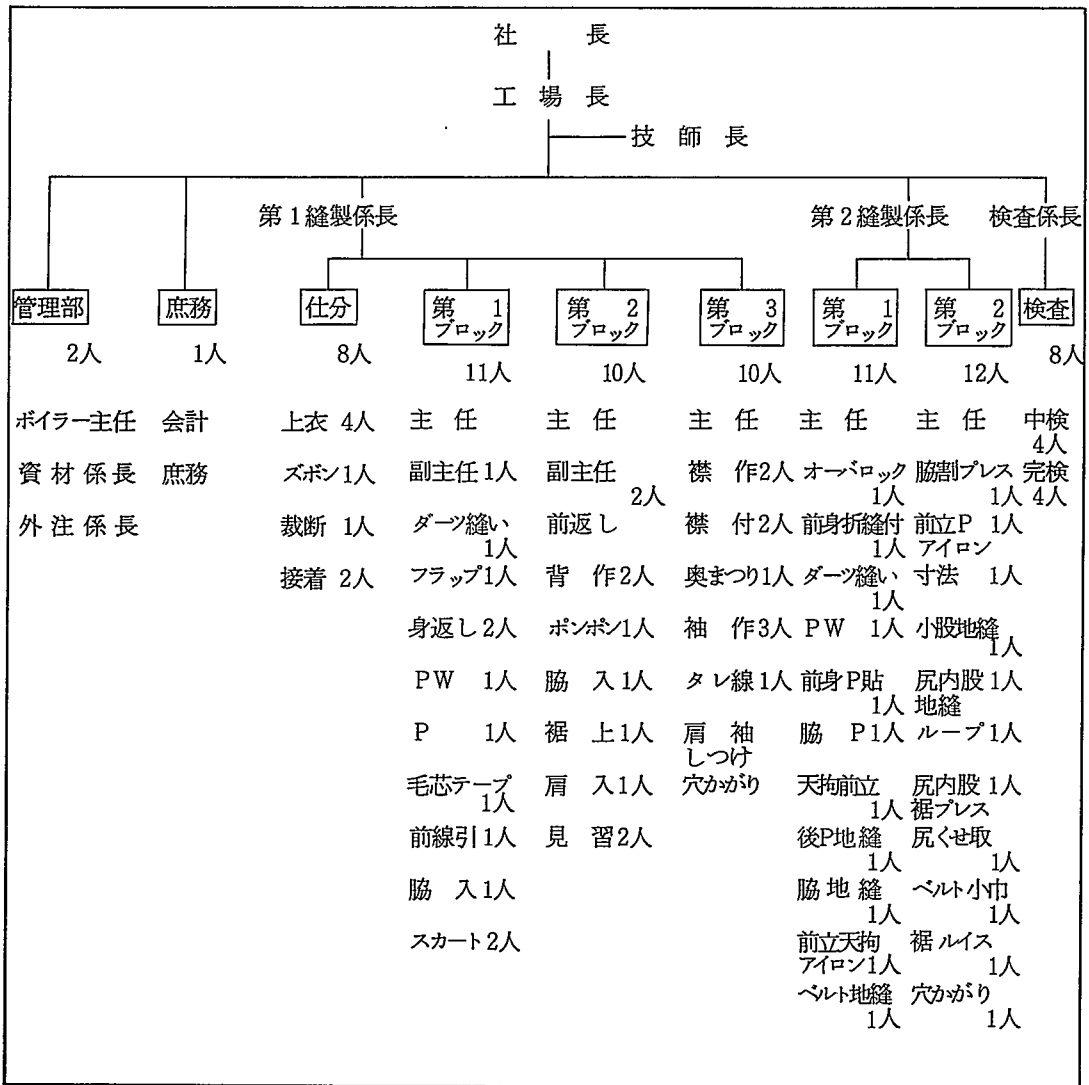 社長
工場長
技師長
第1縫製係長 第2縫製係長 検査係長
管理部 庶務 仕分 第1ブロック 第2ブロック 第3ブロック 第1ブロック 第2ブロック 検査
2人 1人 8人 11人 10人 10人 11人 12人 8人
ボイラー主任
資材係長
外注係長
会計
庶務
上衣 4人
ズボン1人
裁断 1人
接着 2人
主任
副主任1人
ダーツ縫い
1人
フラップ1人
身返し2人
PW 1人
P 1人
毛芯テープ
1人
前線引1人
脇入1人
スカート2人
主任
副主任
2人
前返し
背作2人
ポンポン1人
脇入1人
裾上1人
肩入1人
見習2人
主任
襟作2人
襟付2人
奥まつり1人
袖作3人
タレ線1人
肩袖
しつけ
穴かがり
主任
オーバロック
1人
前身折縫付
1人
ダーツ縫い
1人
PW 1人
前身P貼
1人
脇P1人
天拘前立
1人
後P地縫
1人
脇地縫
1人
前立天拘
アイロン1人
ベルト地縫
1人
主任
脇割プレス
1人
前立P 1人
アイロン
寸法 1人
小股地縫
1人
尻内股1人
地縫
ループ1人
尻内股1人
裾プレス
尻くせ取
1人
ベルト小巾
1人
裾ルイス
1人
穴かがり
1人
中検
4人
完検
4人